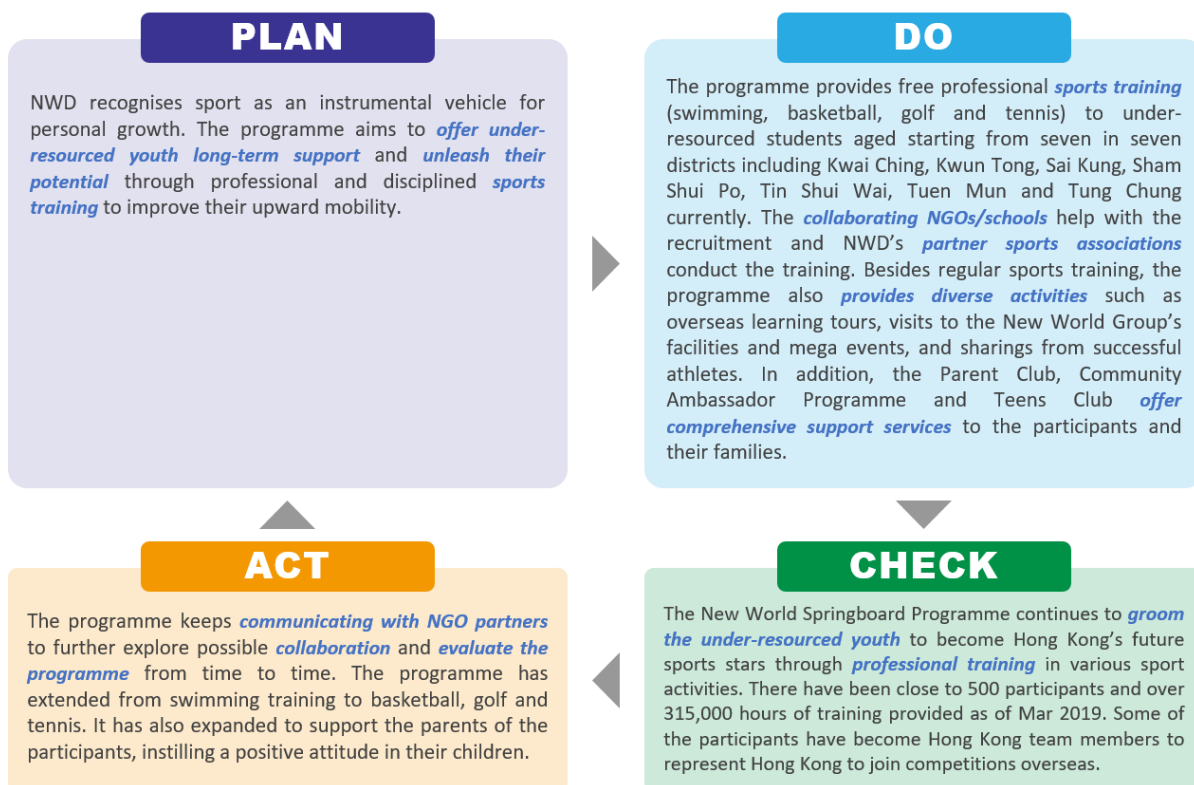 PLAN
NWD recognises sport as an instrumental vehicle for
personal growth. The programme aims to offer under-
resourced youth long-term support and unleash their
potential through professional and disciplined sports
training to improve their upward mobility.
DO
The programme provides free professional sports training
(swimming, basketball, golf and tennis) to under-
resourced students aged starting from seven in seven
districts including Kwai Ching, Kwun Tong, Sai Kung, Sham
Shui Po, Tin Shui Wai, Tuen Mun and Tung Chung
currently. The collaborating NGOs/schools help with the
recruitment and NWD’s partner sports associations
conduct the training. Besides regular sports training, the
programme also provides diverse activities such as
overseas learning tours, visits to the New World Group’s
facilities and mega events, and sharings from successful
athletes. In addition, the Parent Club, Community
Ambassador Programme and Teens Club offer
comprehensive support services to the participants and
their families.
ACT
The programme keeps communicating with NGO partners
to further explore possible collaboration and evaluate the
programme from time to time. The programme has
extended from swimming training to basketball, golf and
tennis. It has also expanded to support the parents of the
participants, instilling a positive attitude in their children.
CHECK
The New World Springboard Programme continues to groom
the under-resourced youth to become Hong Kong’s future
sports stars through professional training in various sport
activities. There have been close to 500 participants and over
315,000 hours of training provided as of Mar 2019. Some of
the participants have become Hong Kong team members to
represent Hong Kong to join competitions overseas.